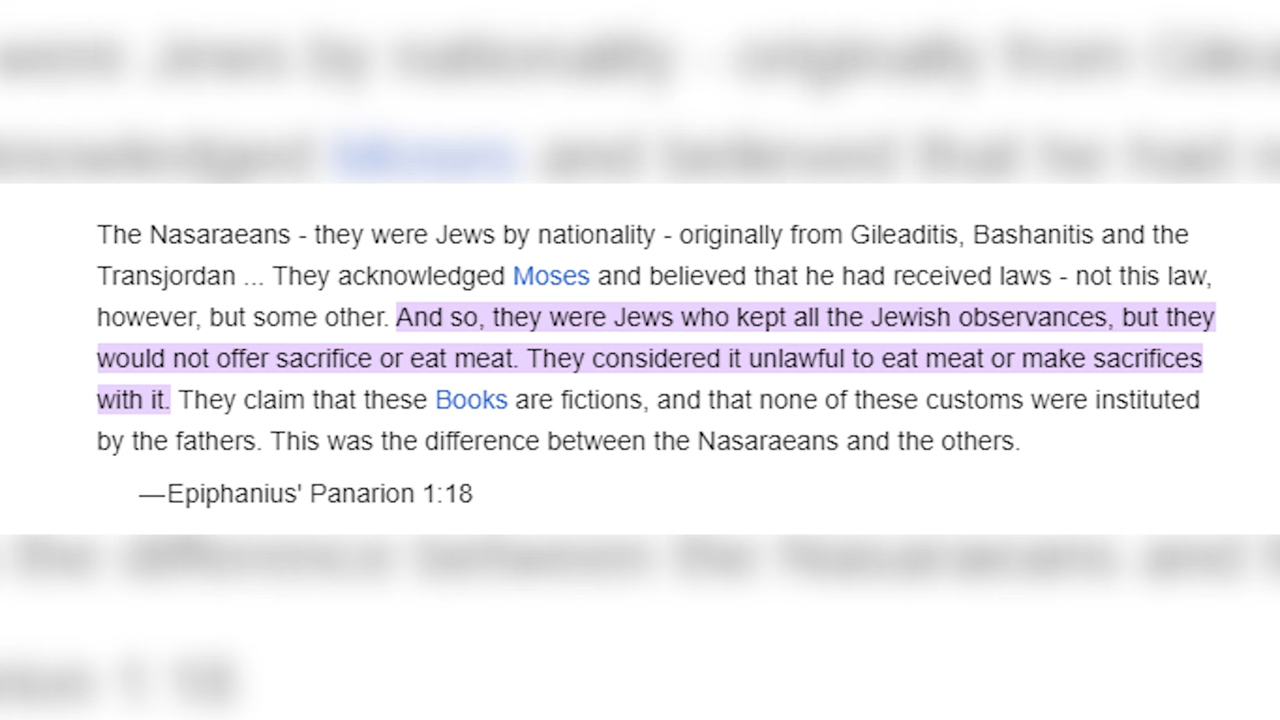 The Nasaraeans - they were Jews by nationality - originally from Gileaditis, Bashanitis and the
Transjordan ... They acknowledged Moses and believed that he had received laws - not this law,
however, but some other. And so, they were Jews who kept all the Jewish observances, but they
would not offer sacrifice or eat meat. They considered it unlawful to eat meat or make sacrifices
with it. They claim that these Books are fictions, and that none of these customs were instituted
by the fathers. This was the difference between the Nasaraeans and the others.
—Epiphanius' Panarion 1:18